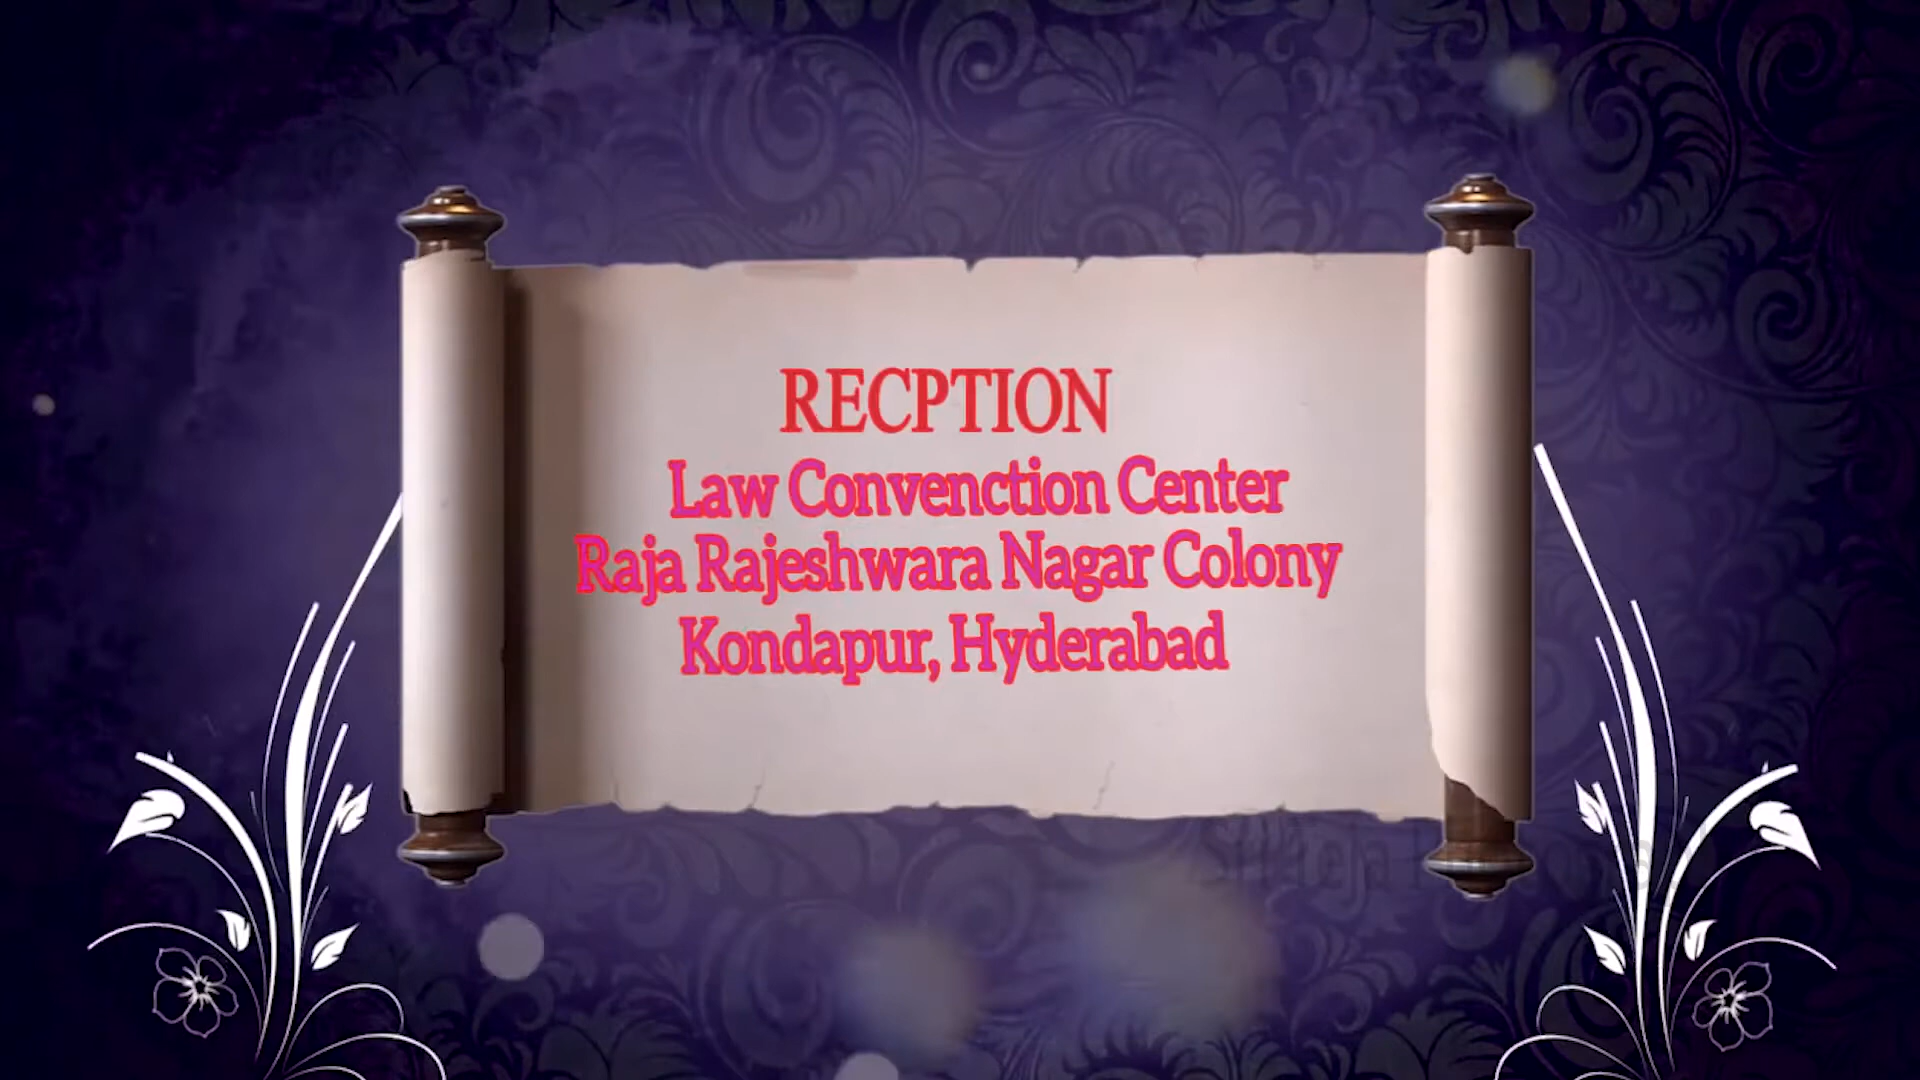 RECPTION
Law Convenction Center
Raja Rajeshwara Nagar Colony
Kondapur, Hyderabad